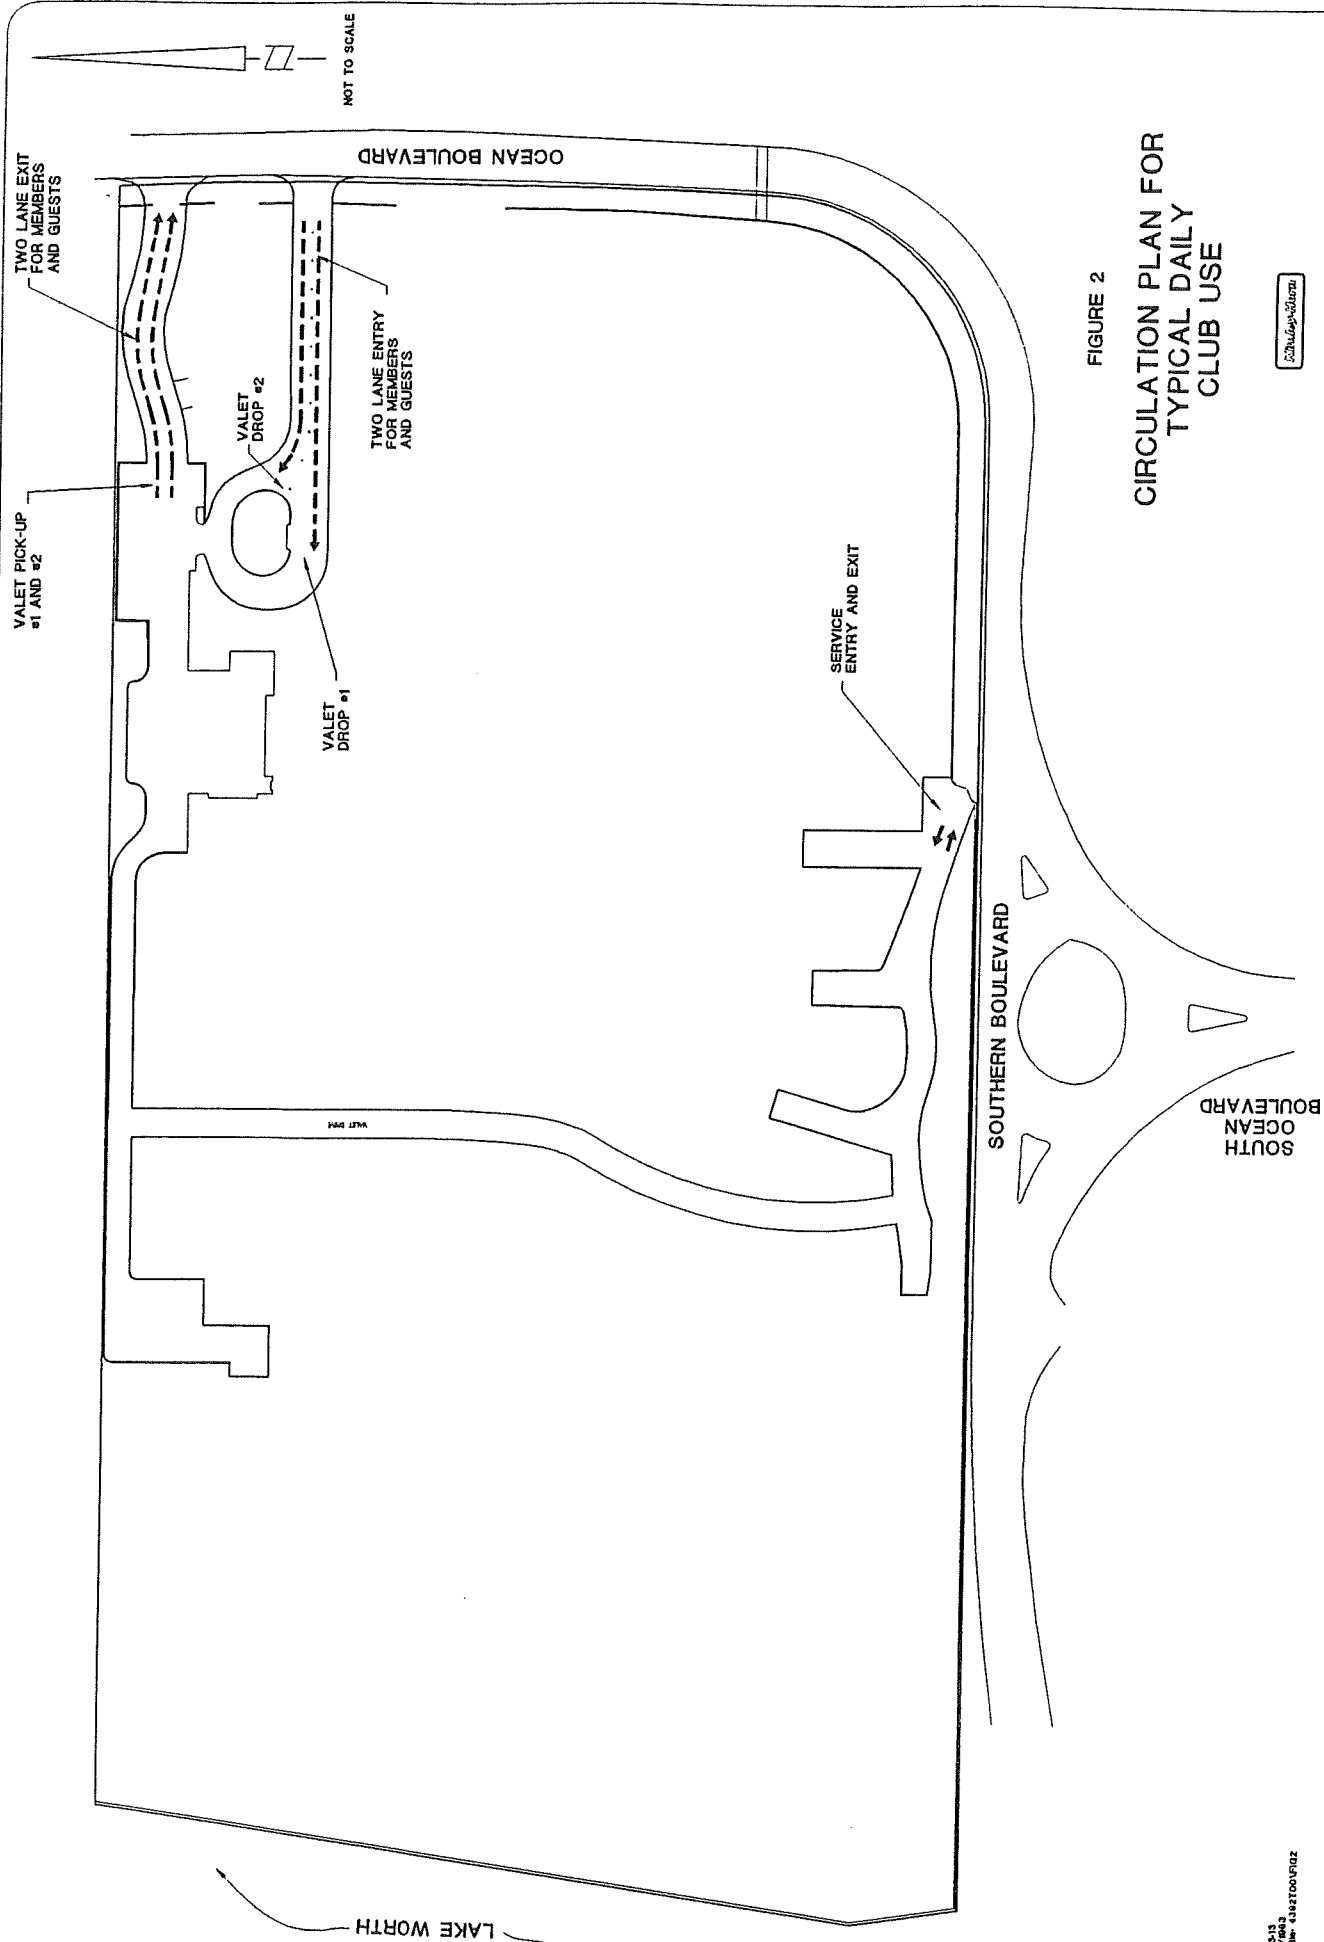 TWO LANE EXIT
FOR MEMBERS
AND GUESTS
NOT TO SCALE
VALET PICK-UP
#1 AND #2
OCEAN BOULEVARD
VALET
DROP #2
TWO LANE ENTRY
FOR MEMBERS
AND GUESTS
VALET
DROP #1
SERVICE
ENTRY AND EXIT
SOUTHERN BOULEVARD
SOUTH
OCEAN
BOULEVARD
LAKE WORTH
FIGURE 2
CIRCULATION PLAN FOR
TYPICAL DAILY
CLUB USE